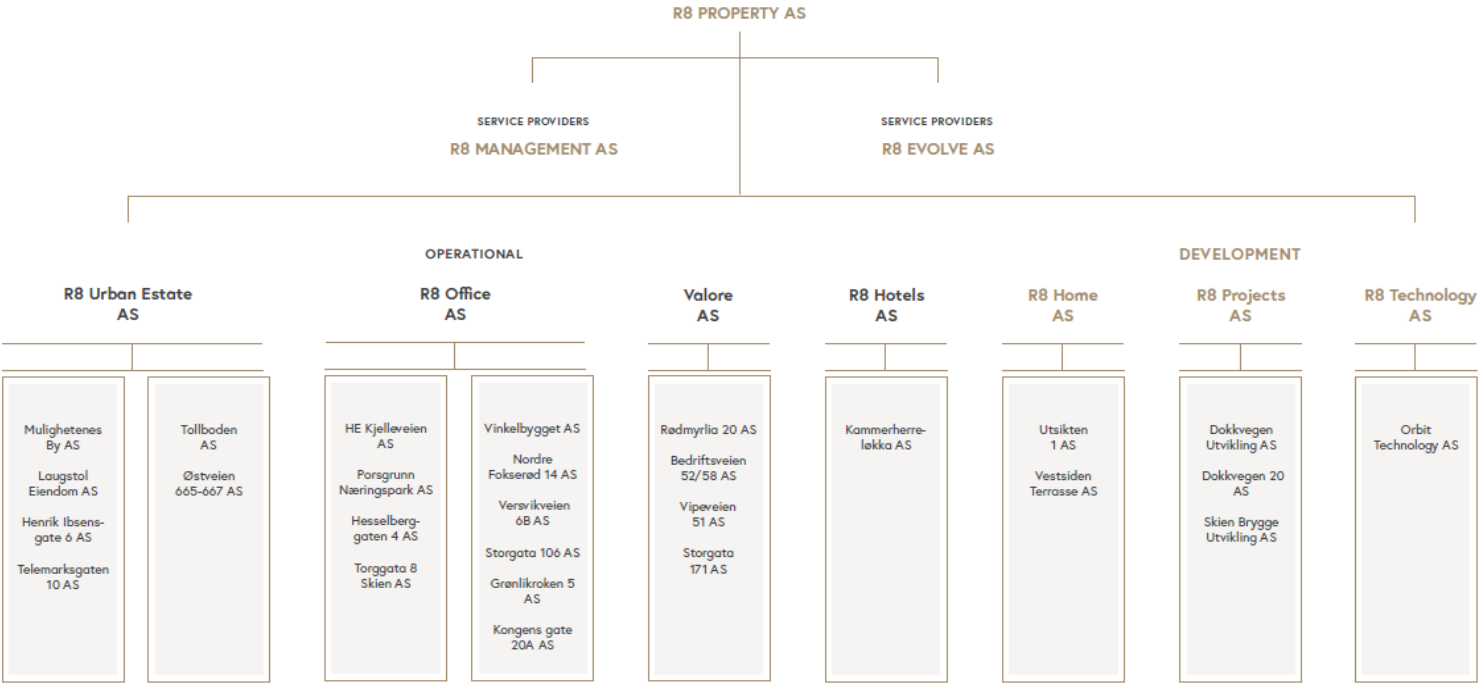 R8 PROPERTY AS
SERVICE PROVIDERS
R8 MANAGEMENT AS
SERVICE PROVIDERS
R8 EVOLVE AS
OPERATIONAL
DEVELOPMENT
R8 Urban Estate
AS
R8 Office
AS
Valore
AS
R8 Hotels
AS
R8 Home
AS
R8 Projects
AS
R8 Technology
AS
Mulighetenes
By AS
Laugstol
Eiendom AS
Henrik Ibsens-
gate 6 AS
Telemarksgaten
10 AS
Tollboden
AS
Østveien
665-667 AS
HE Kjelleveien
AS
Porsgrunn
Næringspark AS
Hesselberg-
gaten 4 AS
Torggata 8
Skien AS
Vinkelbygget AS
Nordre
Fokserød 14 AS
Versvikveien
6B AS
Storgata 106 AS
Grønlikroken 5
AS
Kongens gate
20A AS
Rødmyrlia 20 AS
Bedriftsveien
52/58 AS
Vipeveien
51 AS
Storgata
171 AS
Kammerherre-
løkka AS
Utsikten
1 AS
Vestsiden
Terrasse AS
Dokkvegen
Utvikling AS
Dokkvegen 20
AS
Skien Brygge
Utvikling AS
Orbit
Technology AS